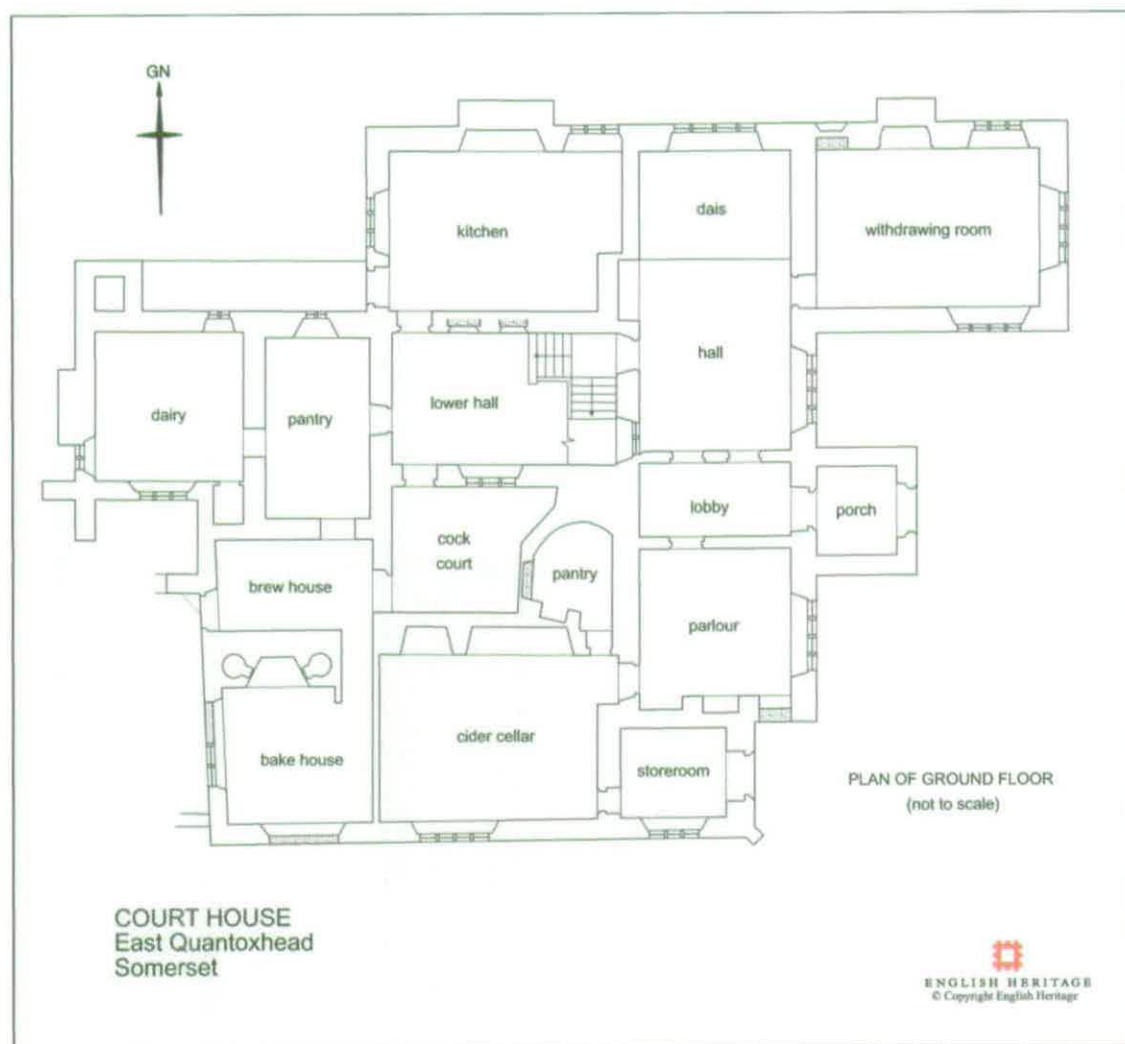 GN
kitchen
dais
withdrawing room
hall
dairy
pantry
lower hall
lobby
porch
cock
court
pantry
brew house
parlour
cider cellar
bake house
storeroom
PLAN OF GROUND FLOOR
(not to scale)
COURT HOUSE
East Quantoxhead
Somerset
ENGLISH HERITAGE
© Copyright English Heritage